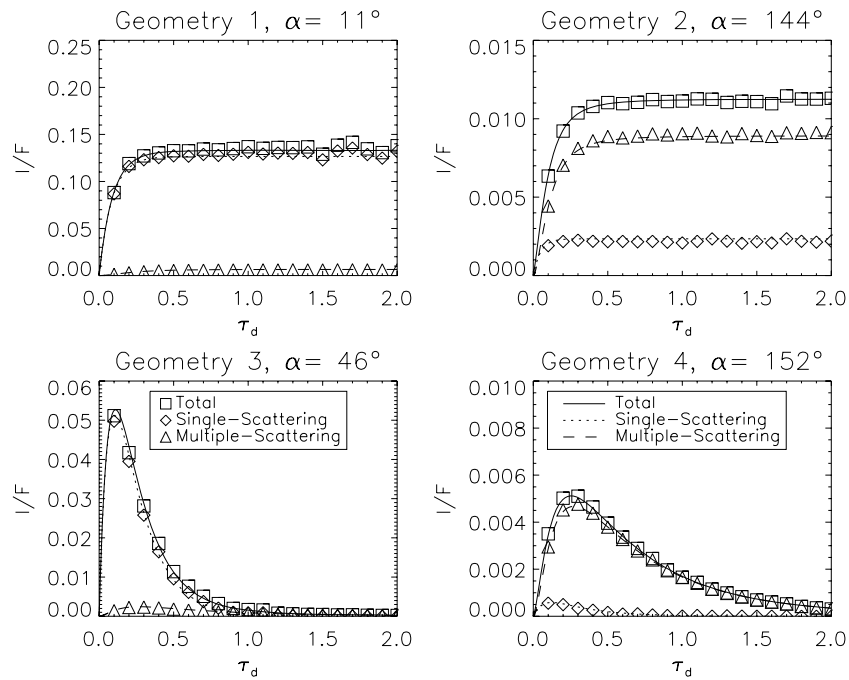 Geometry 1, α= 11°
0.25
0.20
0.15
0.10
0.05
0.00
I/F
0.0 0.5 1.0 1.5 2.0
τd
Geometry 2, α= 144°
0.015
0.010
0.005
0.000
I/F
0.0 0.5 1.0 1.5 2.0
τd
Geometry 3, α= 46°
0.06
0.05
0.04
0.03
0.02
0.01
0.00
I/F
Total
Single-Scattering
Multiple-Scattering
0.0 0.5 1.0 1.5 2.0
τd
Geometry 4, α= 152°
0.010
0.008
0.006
0.004
0.002
0.000
I/F
Total
Single-Scattering
Multiple-Scattering
0.0 0.5 1.0 1.5 2.0
τd